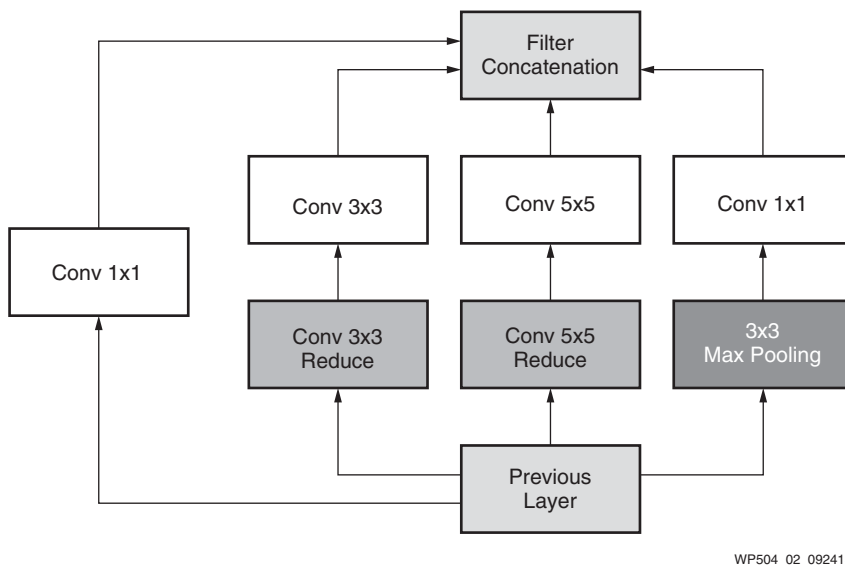 Filter
Concatenation
Conv 3x3
Conv 5x5
Conv 1x1
Conv 1x1
Conv 3x3
Reduce
Conv 5x5
Reduce
3x3
Max Pooling
Previous
Layer
WP504_02_09241